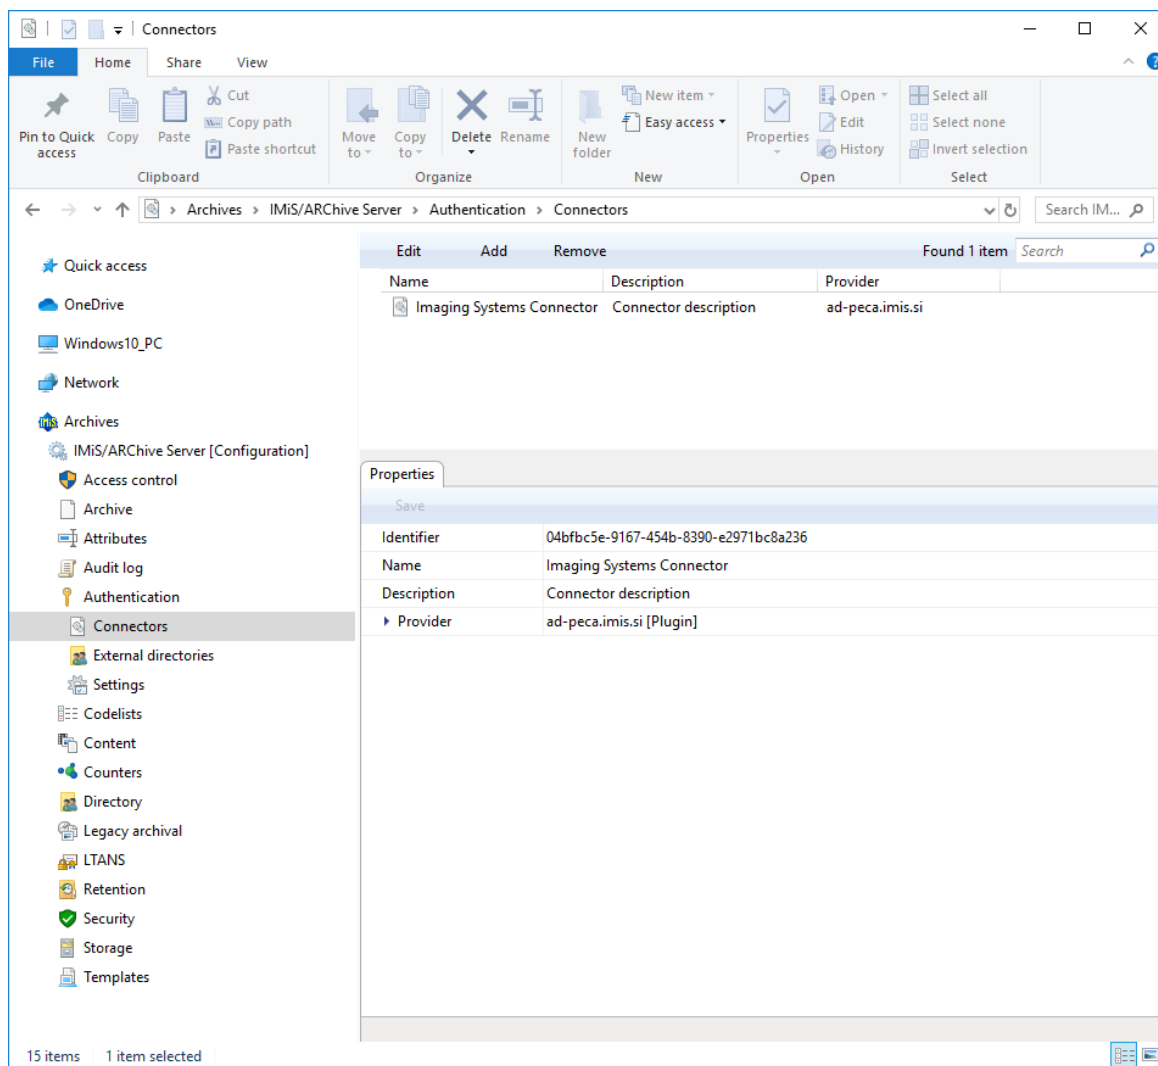 Connectors
File Home Share View
Pin to Quick access
Copy
Paste
Cut
Copy path
Paste shortcut
Clipboard
Move to
Copy to
Delete
Rename
Organize
New folder
New item
Easy access
New
Properties
Open
Edit
History
Open
Select all
Select none
Invert selection
Select
Archives > IMiS/ARChive Server > Authentication > Connectors
Search IM...
Quick access
OneDrive
Windows10_PC
Network
Archives
IMiS/ARChive Server [Configuration]
Access control
Archive
Attributes
Audit log
Authentication
Connectors
External directories
Settings
Codelists
Content
Counters
Directory
Legacy archival
LTANS
Retention
Security
Storage
Templates
Edit Add Remove Found 1 item Search
Name Description Provider
Imaging Systems Connector Connector description ad-peca.imis.si
Properties
Save
Identifier 04bfbc5e-9167-454b-8390-e2971bc8a236
Name Imaging Systems Connector
Description Connector description
Provider ad-peca.imis.si [Plugin]
15 items 1 item selected